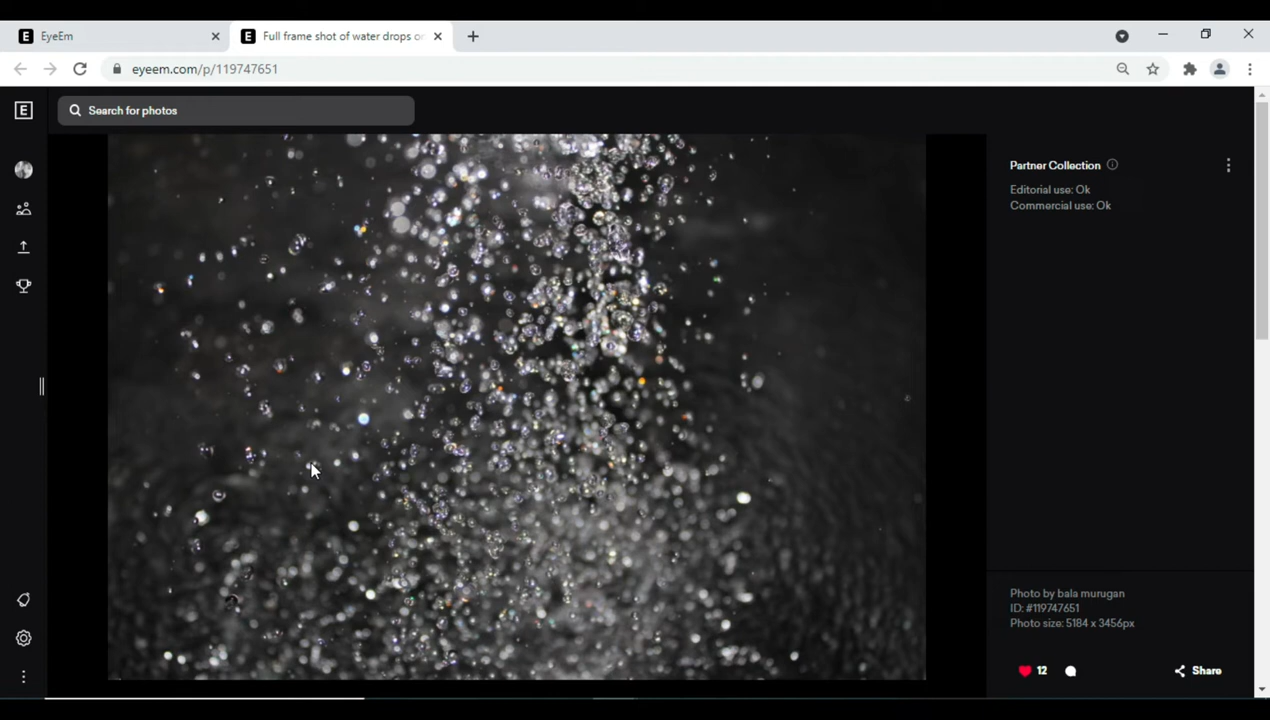 E EyeEm
E Full frame shot of water drops o
eyeem.com/p/119747651
E
Search for photos
Partner Collection
Editorial use: Ok
Commercial use: Ok
Photo by bala murugan
ID: #119747651
Photo size: 5184 x 3456px
12
Share